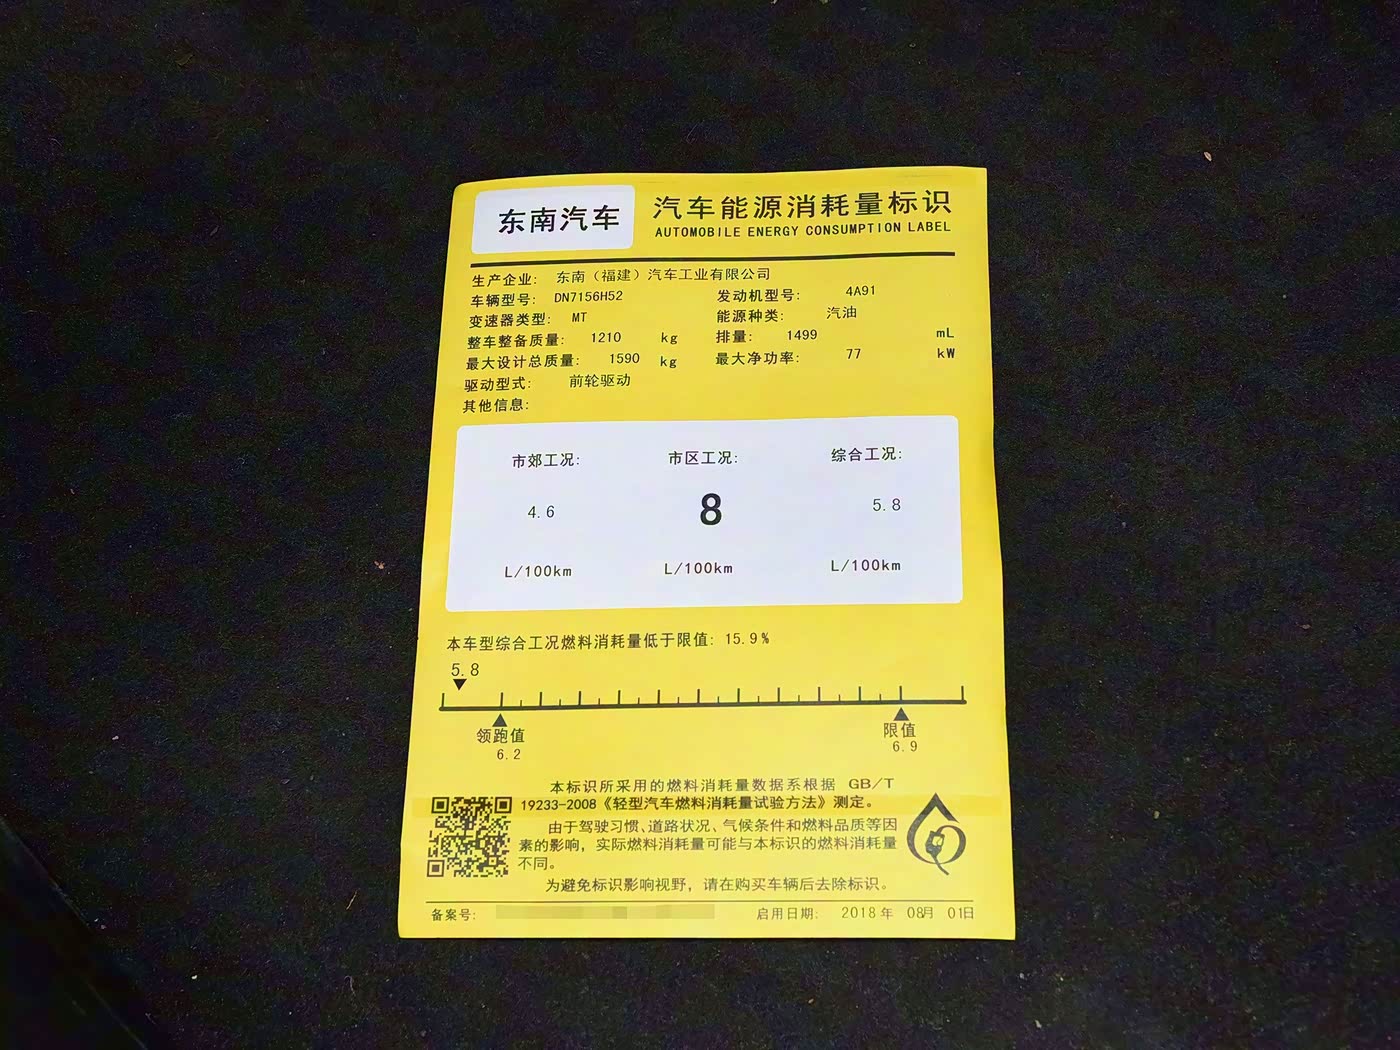 东南汽车
汽车能源消耗量标识
AUTOMOBILE ENERGY CONSUMPTION LABEL
生产企业: 东南（福建）汽车工业有限公司
车辆型号: DN7156H52 发动机型号: 4A91
变速器类型: MT 能源种类: 汽油
整车整备质量: 1210 kg 排量: 1499 mL
最大设计总质量: 1590 kg 最大净功率: 77 kW
驱动型式: 前轮驱动
其他信息:
市郊工况: 市区工况: 综合工况:
4.6 8 5.8
L/100km L/100km L/100km
本车型综合工况燃料消耗量低于限值: 15.9%
5.8
领跑值 限值
6.2 6.9
本标识所采用的燃料消耗量数据系根据 GB/T
19233-2008《轻型汽车燃料消耗量试验方法》测定。
由于驾驶习惯、道路状况、气候条件和燃料品质等因
素的影响，实际燃料消耗量可能与本标识的燃料消耗量
不同。
为避免标识影响视野，请在购买车辆后去除标识。
备案号: 启用日期: 2018年 08月 01日